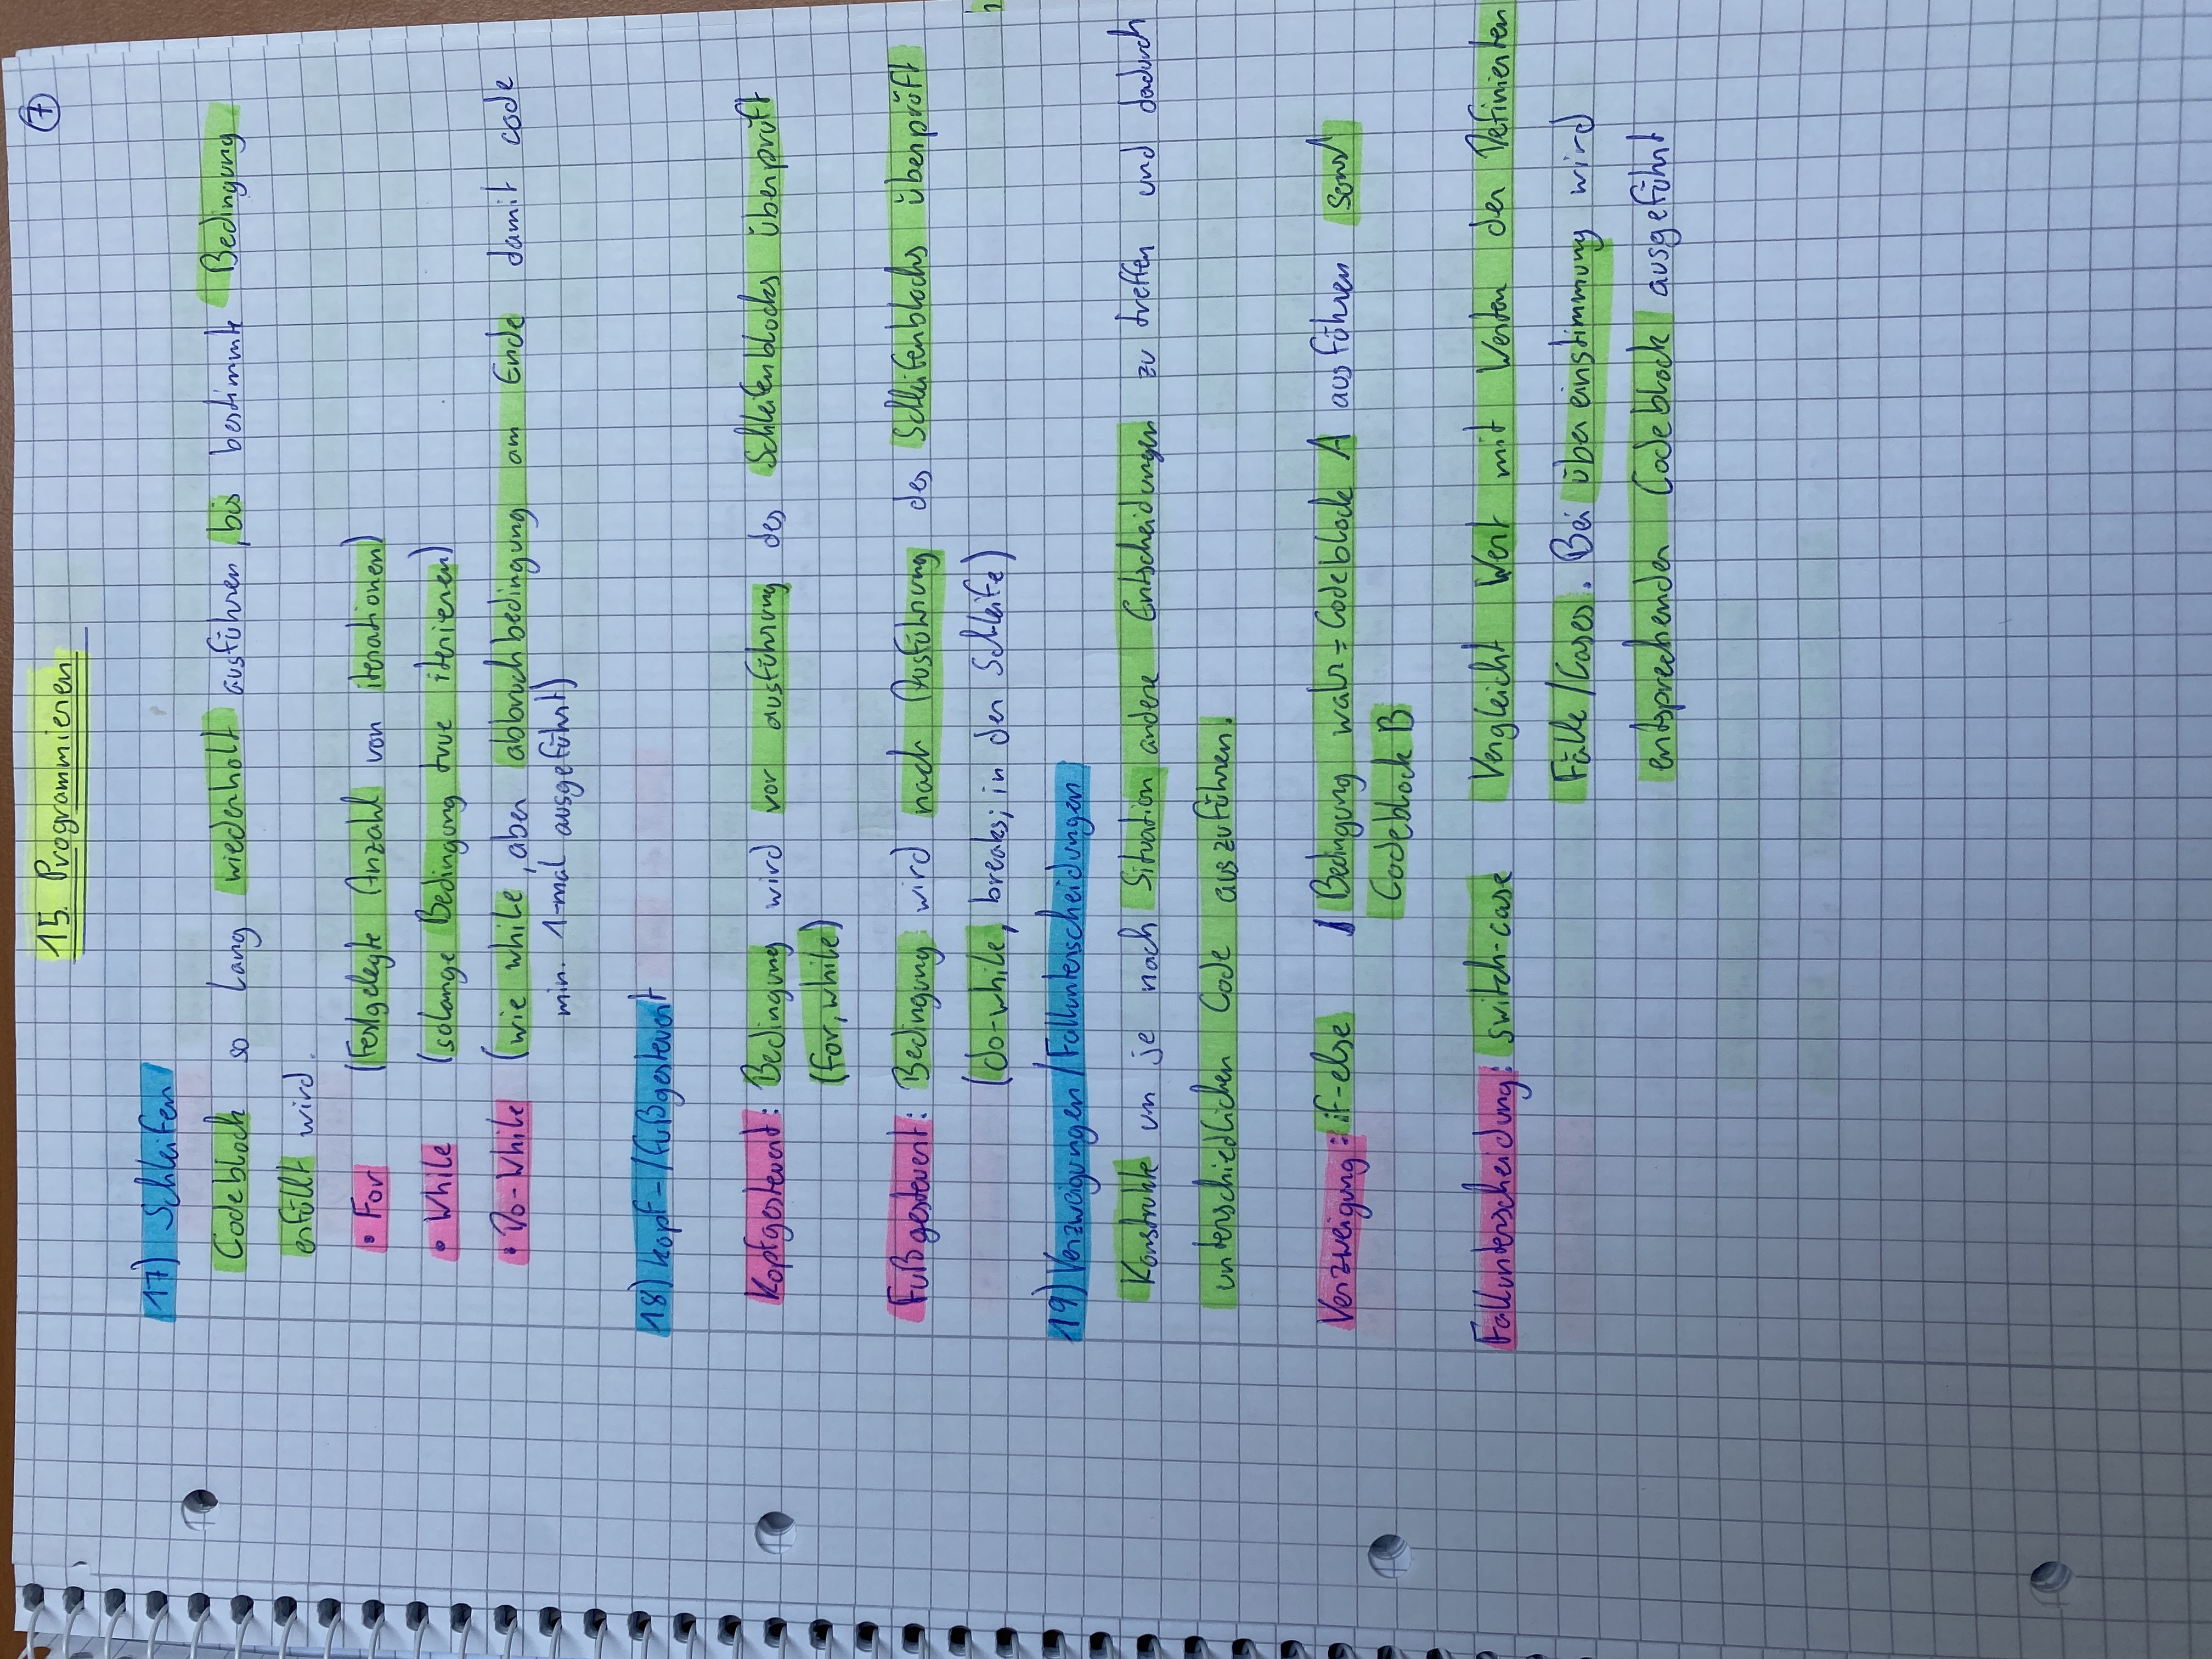 15. Programmieren
7
17) Schleifen
Codeblock so lang wiederholt ausführen, bis bestimmte Bedingung
erfüllt wird.
• For (Festgelegte Anzahl von iterationen)
• While (solange Bedingung true iterieren)
• Do-While (wie while, aber abbruchbedingung am Ende damit code
min. 1-mal ausgeführt)
18) Kopf-/fußgesteuert
Kopfgesteuert: Bedingung wird vor ausführung des Schleifenblocks überprüft
(for, while)
Fußgesteuert: Bedingung wird nach Ausführung des Schleifenblocks überprüft
(do-while, breaks; in der Schleife)
19) Verzweigungen/Fallunterscheidungen
Konstrukte um je nach Situation andere Entscheidungen zu treffen und dadurch
unterschiedlichen Code auszuführen.
Verzweigung: if-else Bedingung wahr = Codeblock A ausführen sonst
Codeblock B
Fallunterscheidung: switch-case Vergleicht Wert mit Werten der Definierten
Fälle/Cases. Bei übereinstimmung wird
entsprechender Codeblock ausgeführt